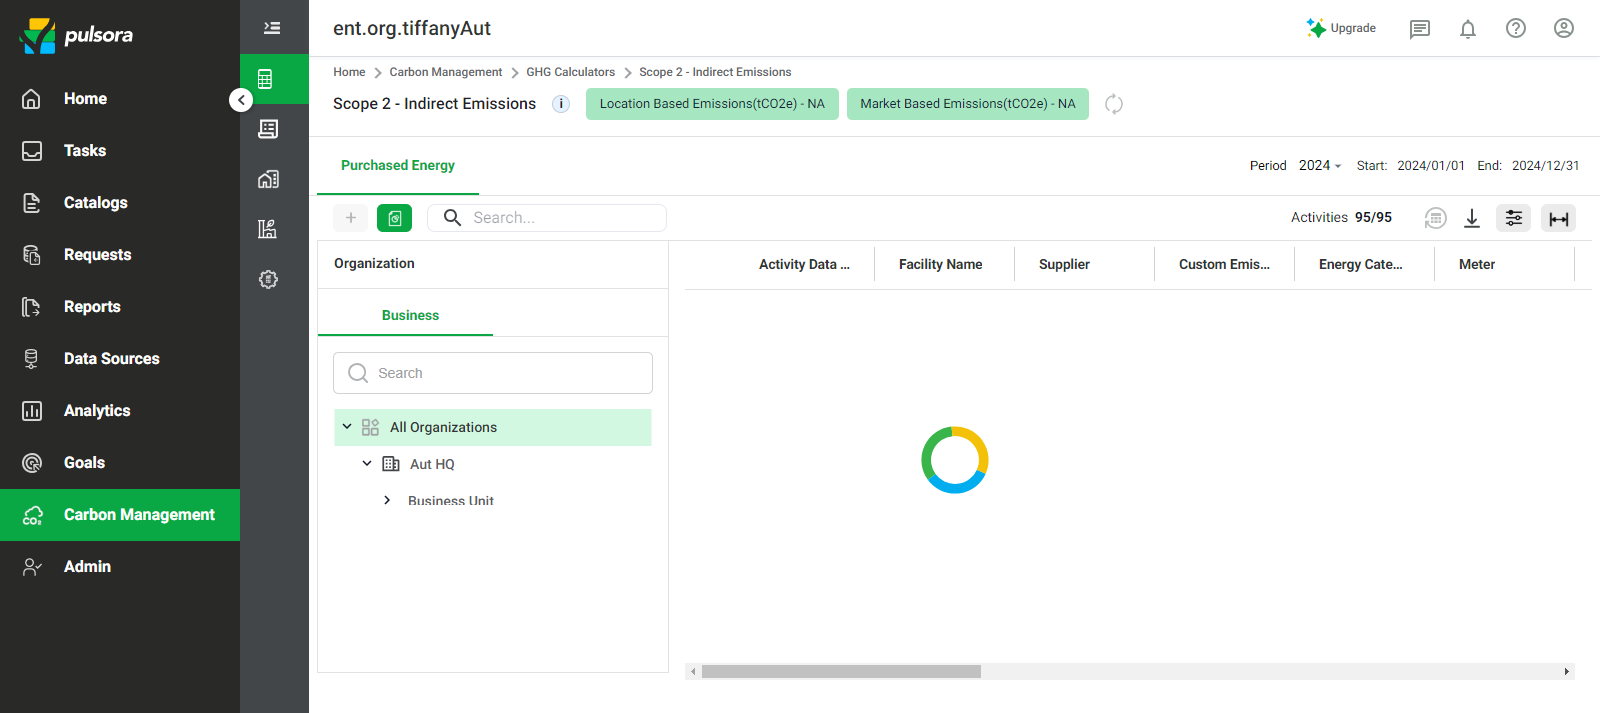 pulsora
Home
Tasks
Catalogs
Requests
Reports
Data Sources
Analytics
Goals
CO₂ Carbon Management
Admin
ent.org.tiffanyAut
Upgrade
Home > Carbon Management > GHG Calculators > Scope 2 - Indirect Emissions
Scope 2 - Indirect Emissions i Location Based Emissions(tCO2e) - NA Market Based Emissions(tCO2e) - NA
Purchased Energy
Period 2024 Start: 2024/01/01 End: 2024/12/31
+ Search... Activities 95/95
Organization
Business
Search
All Organizations
Aut HQ
Business Unit
Activity Data ... Facility Name Supplier Custom Emis... Energy Cate... Meter